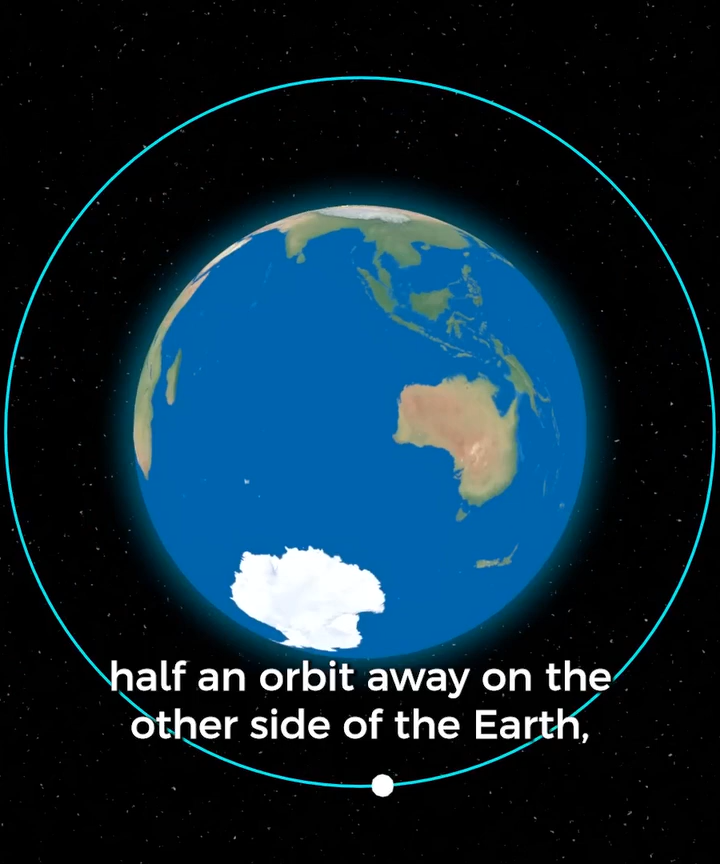 half an orbit away on the
other side of the Earth,